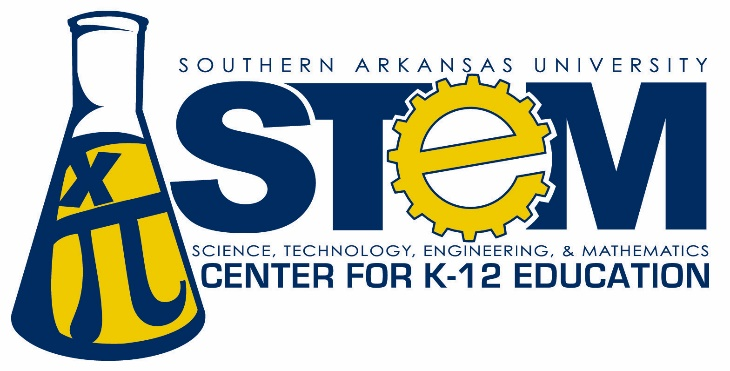 SOUTHERN ARKANSAS UNIVERSITY
STeM
SCIENCE, TECHNOLOGY, ENGINEERING, & MATHEMATICS
CENTER FOR K-12 EDUCATION
x
π